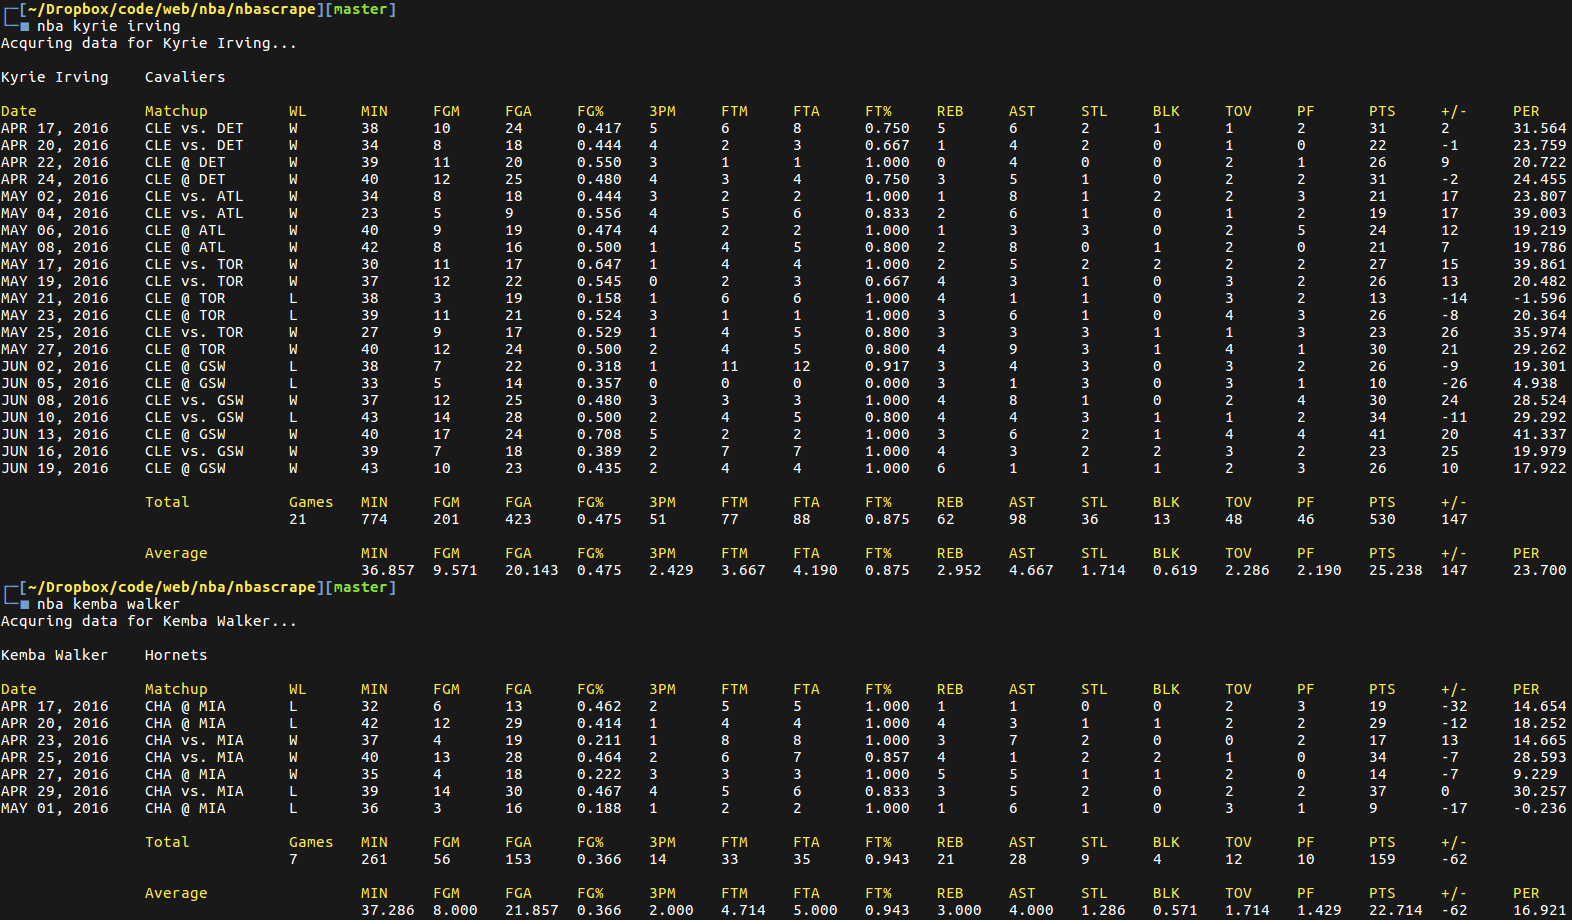 [~/Dropbox/code/web/nba/nbascrape][master]
nba kyrie irving
Acquring data for Kyrie Irving...
Kyrie Irving Cavaliers
Date Matchup WL MIN FGM FGA FG% 3PM FTM FTA FT% REB AST STL BLK TOV PF PTS +/- PER
APR 17, 2016 CLE vs. DET W 38 10 24 0.417 5 6 8 0.750 5 6 2 1 1 2 31 2 31.564
APR 20, 2016 CLE vs. DET W 34 8 18 0.444 4 2 3 0.667 1 4 2 0 1 0 22 -1 23.759
APR 22, 2016 CLE @ DET W 39 11 20 0.550 3 1 1 1.000 0 4 0 0 2 1 26 9 20.722
APR 24, 2016 CLE @ DET W 40 12 25 0.480 4 3 4 0.750 3 5 1 0 2 2 31 -2 24.455
MAY 02, 2016 CLE vs. ATL W 34 8 18 0.444 3 2 2 1.000 1 8 1 2 2 3 21 17 23.807
MAY 04, 2016 CLE vs. ATL W 23 5 9 0.556 4 5 6 0.833 2 6 1 0 1 2 19 17 39.003
MAY 06, 2016 CLE @ ATL W 40 9 19 0.474 4 2 2 1.000 1 3 3 0 2 5 24 12 19.219
MAY 08, 2016 CLE @ ATL W 42 8 16 0.500 1 4 5 0.800 2 8 0 1 2 0 21 7 19.786
MAY 17, 2016 CLE vs. TOR W 30 11 17 0.647 1 4 4 1.000 2 5 2 2 2 2 27 15 39.861
MAY 19, 2016 CLE vs. TOR W 37 12 22 0.545 0 2 3 0.667 4 3 1 0 3 2 26 13 20.482
MAY 21, 2016 CLE @ TOR L 38 3 19 0.158 1 6 6 1.000 4 1 1 0 3 2 13 -14 -1.596
MAY 23, 2016 CLE @ TOR L 39 11 21 0.524 3 1 1 1.000 3 6 1 0 4 3 26 -8 20.364
MAY 25, 2016 CLE vs. TOR W 27 9 17 0.529 1 4 5 0.800 3 3 3 1 1 3 23 26 35.974
MAY 27, 2016 CLE @ TOR W 40 12 24 0.500 2 4 5 0.800 4 9 3 1 4 1 30 21 29.262
JUN 02, 2016 CLE @ GSW L 38 7 22 0.318 1 11 12 0.917 3 4 3 0 3 2 26 -9 19.301
JUN 05, 2016 CLE @ GSW L 33 5 14 0.357 0 0 0 0.000 3 1 3 0 3 1 10 -26 4.938
JUN 08, 2016 CLE vs. GSW W 37 12 25 0.480 3 3 3 1.000 4 8 1 0 2 4 30 24 28.524
JUN 10, 2016 CLE vs. GSW L 43 14 28 0.500 2 4 5 0.800 4 4 3 1 1 2 34 -11 29.292
JUN 13, 2016 CLE @ GSW W 40 17 24 0.708 5 2 2 1.000 3 6 2 1 4 4 41 20 41.337
JUN 16, 2016 CLE vs. GSW W 39 7 18 0.389 2 7 7 1.000 4 3 2 2 3 2 23 25 19.979
JUN 19, 2016 CLE @ GSW W 43 10 23 0.435 2 4 4 1.000 6 1 1 1 2 3 26 10 17.922
Total Games MIN FGM FGA FG% 3PM FTM FTA FT% REB AST STL BLK TOV PF PTS +/-
21 774 201 423 0.475 51 77 88 0.875 62 98 36 13 48 46 530 147
Average MIN FGM FGA FG% 3PM FTM FTA FT% REB AST STL BLK TOV PF PTS +/- PER
36.857 9.571 20.143 0.475 2.429 3.667 4.190 0.875 2.952 4.667 1.714 0.619 2.286 2.190 25.238 147 23.700
[~/Dropbox/code/web/nba/nbascrape][master]
nba kemba walker
Acquring data for Kemba Walker...
Kemba Walker Hornets
Date Matchup WL MIN FGM FGA FG% 3PM FTM FTA FT% REB AST STL BLK TOV PF PTS +/- PER
APR 17, 2016 CHA @ MIA L 32 6 13 0.462 2 5 5 1.000 1 1 0 0 2 3 19 -32 14.654
APR 20, 2016 CHA @ MIA L 42 12 29 0.414 1 4 4 1.000 4 3 1 1 2 2 29 -12 18.252
APR 23, 2016 CHA vs. MIA W 37 4 19 0.211 1 8 8 1.000 3 7 2 0 0 2 17 13 14.665
APR 25, 2016 CHA vs. MIA W 40 13 28 0.464 2 6 7 0.857 4 1 2 2 1 0 34 -7 28.593
APR 27, 2016 CHA @ MIA W 35 4 18 0.222 3 3 3 1.000 5 5 1 1 2 0 14 -7 9.229
APR 29, 2016 CHA vs. MIA L 39 14 30 0.467 4 5 6 0.833 3 5 2 0 2 2 37 0 30.257
MAY 01, 2016 CHA @ MIA L 36 3 16 0.188 1 2 2 1.000 1 6 1 0 3 1 9 -17 -0.236
Total Games MIN FGM FGA FG% 3PM FTM FTA FT% REB AST STL BLK TOV PF PTS +/-
7 261 56 153 0.366 14 33 35 0.943 21 28 9 4 12 10 159 -62
Average MIN FGM FGA FG% 3PM FTM FTA FT% REB AST STL BLK TOV PF PTS +/- PER
37.286 8.000 21.857 0.366 2.000 4.714 5.000 0.943 3.000 4.000 1.286 0.571 1.714 1.429 22.714 -62 16.921